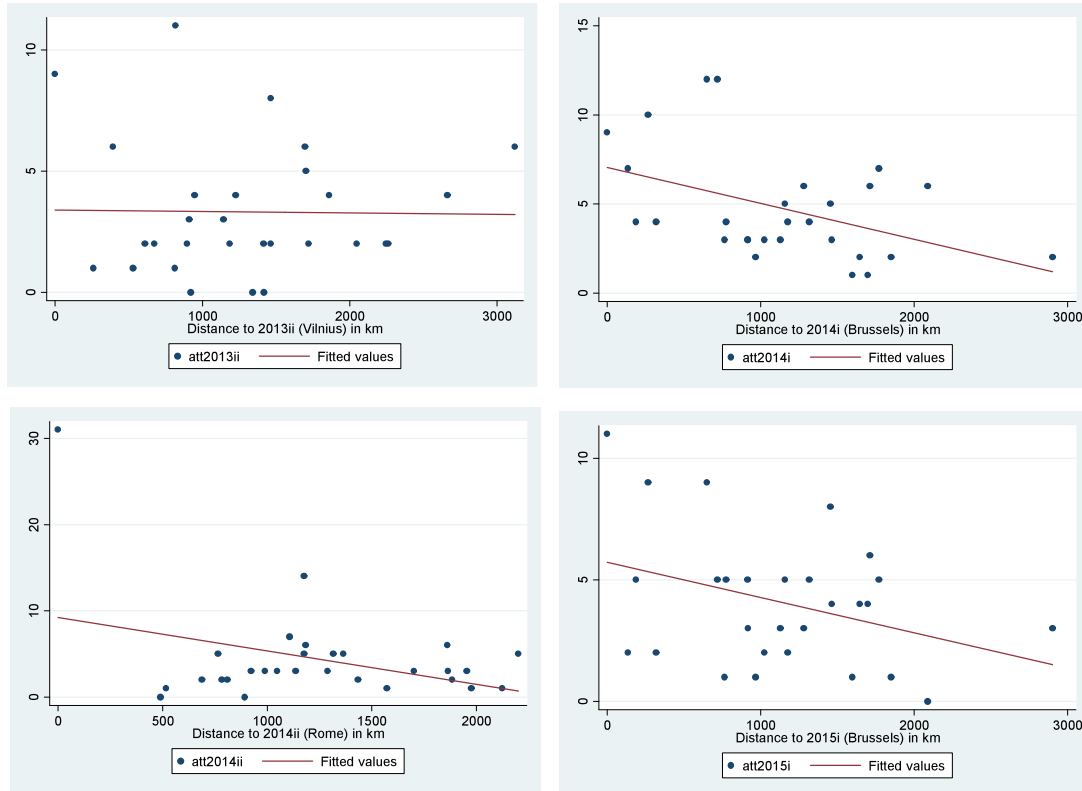 10
5
0
0 1000 2000 3000
Distance to 2013ii (Vilnius) in km
att2013ii Fitted values
15
10
5
0
0 1000 2000 3000
Distance to 2014i (Brussels) in km
att2014i Fitted values
30
20
10
0
0 500 1000 1500 2000
Distance to 2014ii (Rome) in km
att2014ii Fitted values
10
5
0
0 1000 2000 3000
Distance to 2015i (Brussels) in km
att2015i Fitted values